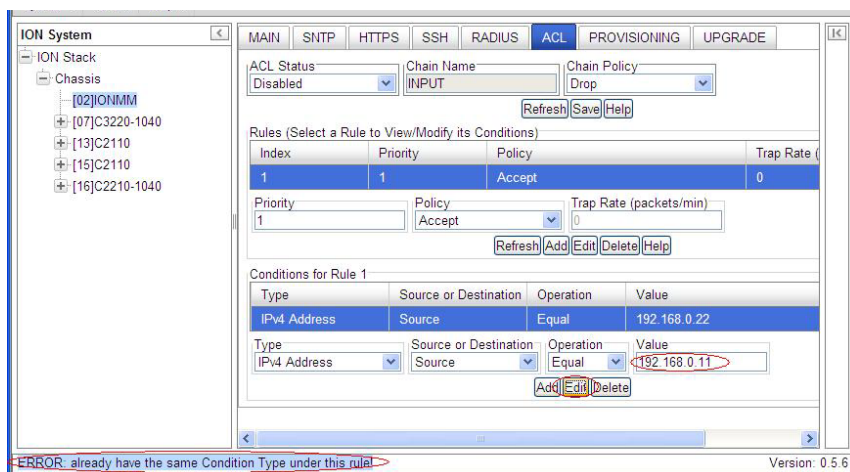 ION System
ION Stack
Chassis
[02]IONMM
[07]C3220-1040
[13]C2110
[15]C2110
[16]C2210-1040
MAIN SNTP HTTPS SSH RADIUS ACL PROVISIONING UPGRADE
ACL Status Chain Name Chain Policy
Disabled INPUT Drop
Refresh Save Help
Rules (Select a Rule to View/Modify its Conditions)
Index Priority Policy Trap Rate (
1 1 Accept 0
Priority Policy Trap Rate (packets/min)
1 Accept 0
Refresh Add Edit Delete Help
Conditions for Rule 1
Type Source or Destination Operation Value
IPv4 Address Source Equal 192.168.0.22
Type Source or Destination Operation Value
IPv4 Address Source Equal 192.168.0.11
Add Edit Delete
ERROR: already have the same Condition Type under this rule!
Version: 0.5.6